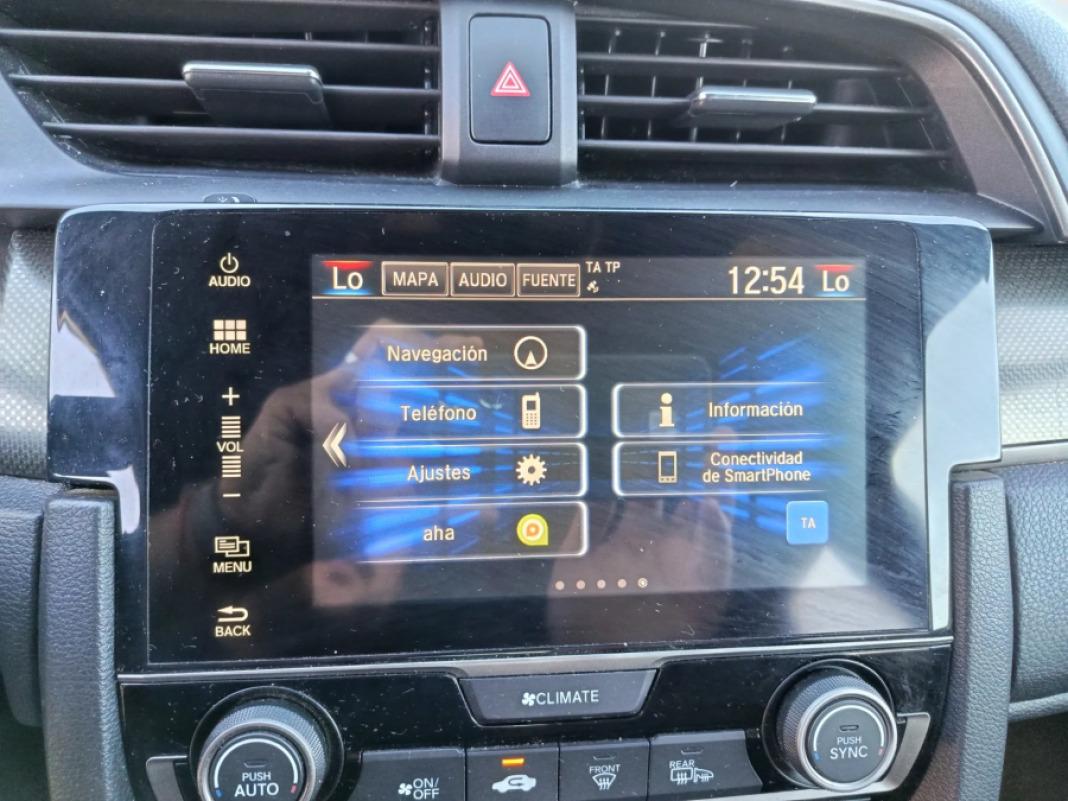 AUDIO
HOME
+
VOL
−
MENU
BACK
Lo MAPA AUDIO FUENTE TA TP 12:54 Lo
Navegación
Teléfono
Ajustes
aha
Información
Conectividad
de SmartPhone
TA
CLIMATE
PUSH
AUTO
ON/
OFF
FRONT
REAR
PUSH
SYNC